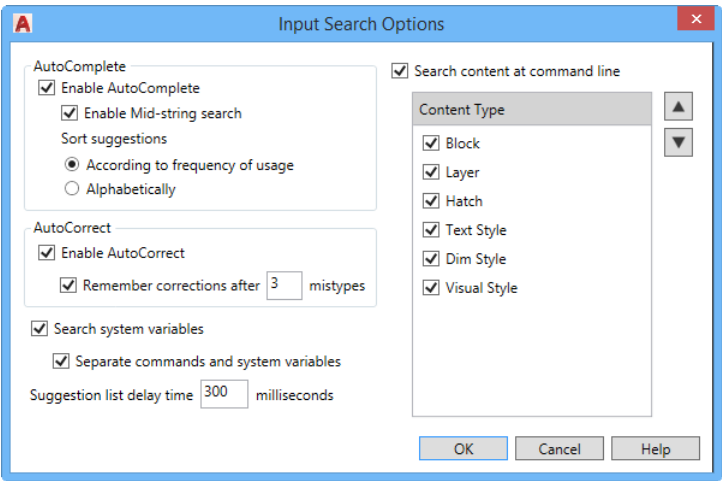 A
Input Search Options
AutoComplete
Enable AutoComplete
Enable Mid-string search
Sort suggestions
According to frequency of usage
Alphabetically
AutoCorrect
Enable AutoCorrect
Remember corrections after 3 mistypes
Search system variables
Separate commands and system variables
Suggestion list delay time 300 milliseconds
Search content at command line
Content Type
Block
Layer
Hatch
Text Style
Dim Style
Visual Style
OK Cancel Help